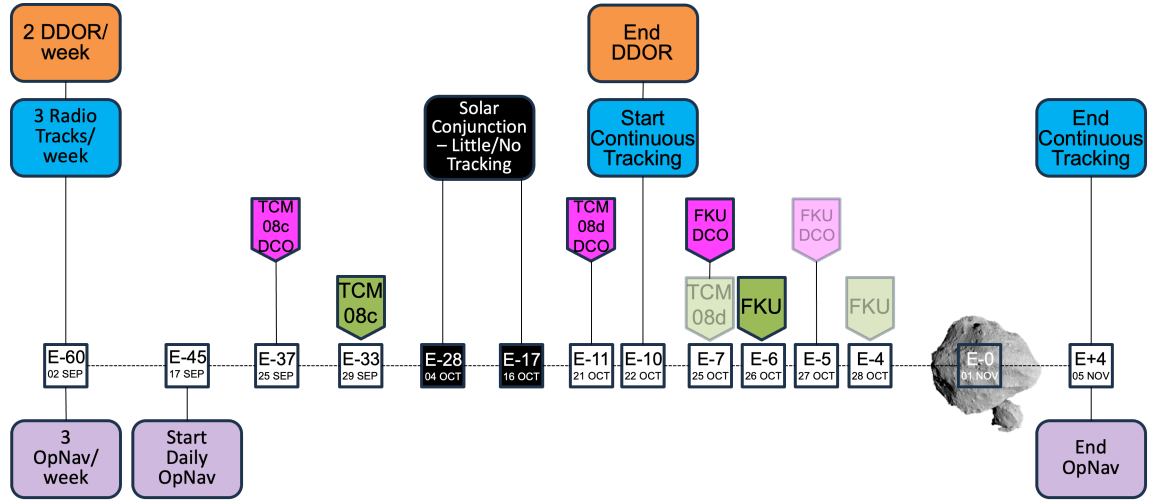 2 DDOR/
week
End
DDOR
3 Radio
Tracks/
week
Solar
Conjunction
– Little/No
Tracking
Start
Continuous
Tracking
End
Continuous
Tracking
TCM
08c
DCO
TCM
08d
DCO
FKU
DCO
FKU
DCO
TCM
08c
TCM
08d
FKU
FKU
E-60
02 SEP
E-45
17 SEP
E-37
25 SEP
E-33
29 SEP
E-28
04 OCT
E-17
16 OCT
E-11
21 OCT
E-10
22 OCT
E-7
25 OCT
E-6
26 OCT
E-5
27 OCT
E-4
28 OCT
E-0
01 NOV
E+4
05 NOV
3
OpNav/
week
Start
Daily
OpNav
End
OpNav